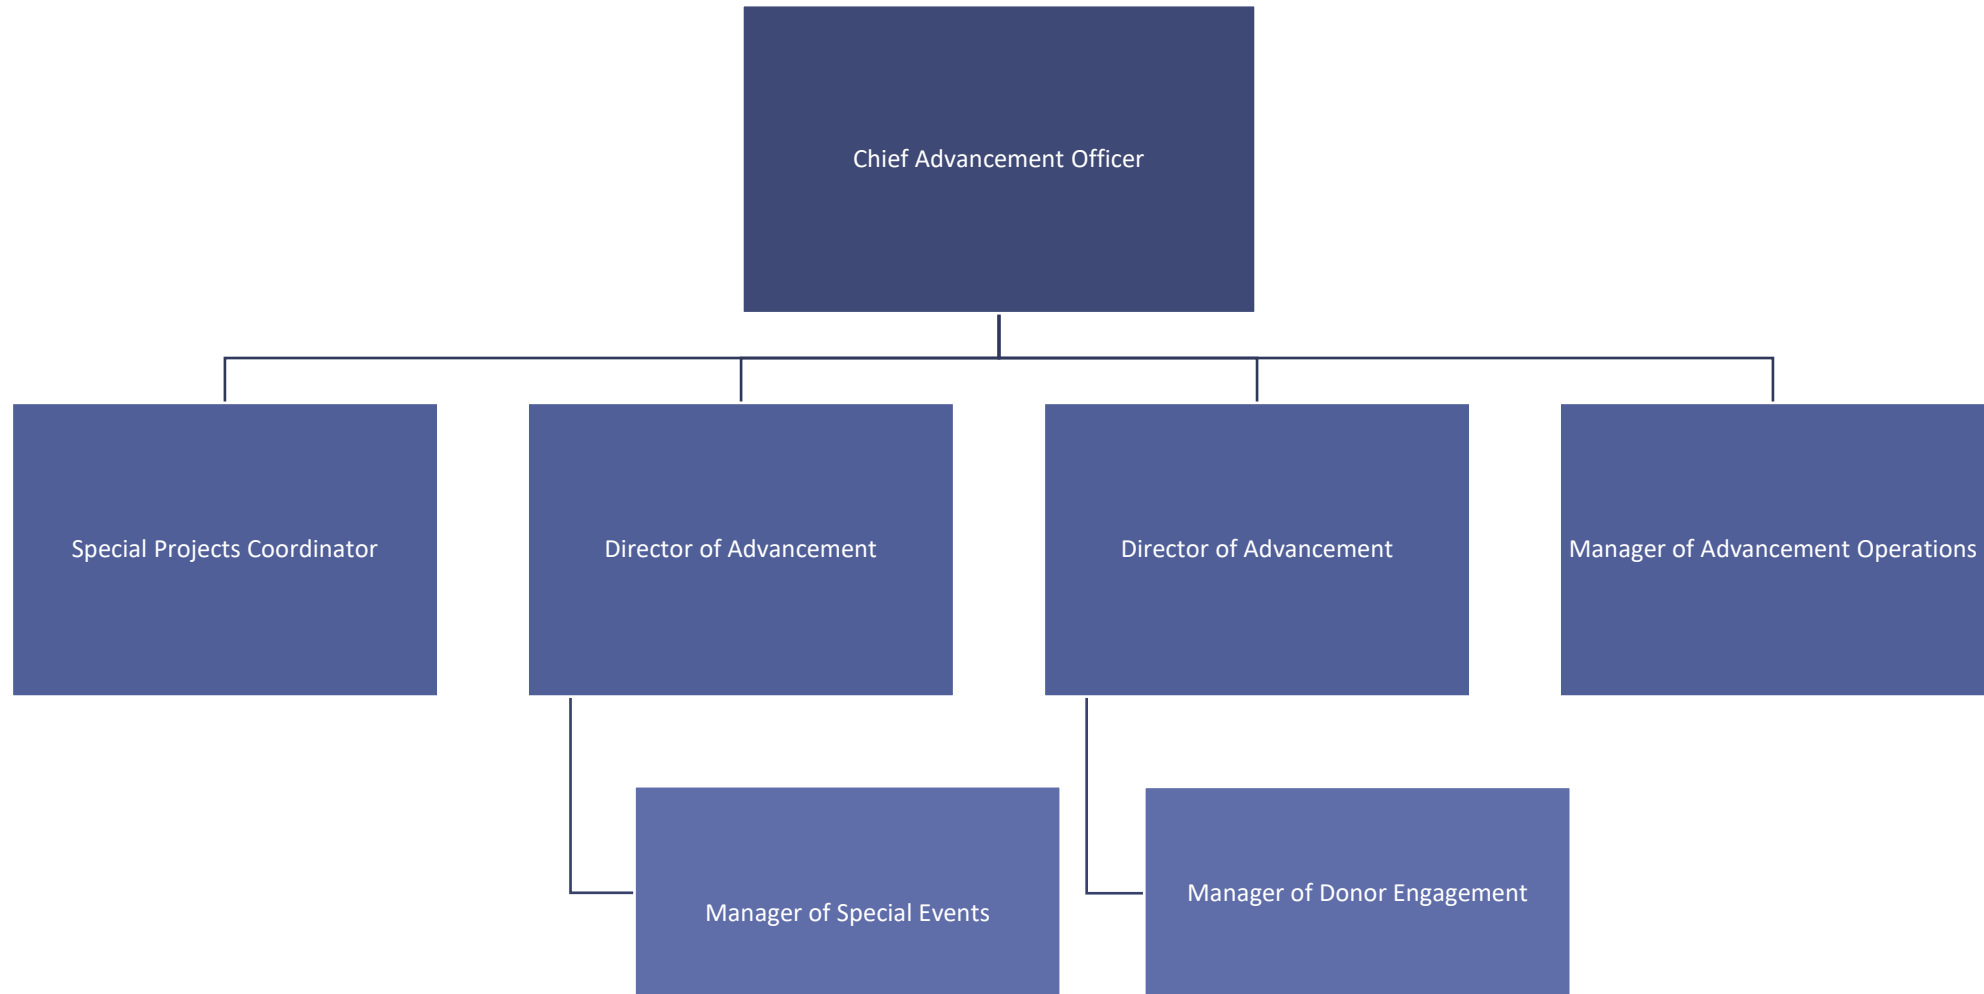 Chief Advancement Officer
Special Projects Coordinator
Director of Advancement
Director of Advancement
Manager of Advancement Operations
Manager of Special Events
Manager of Donor Engagement